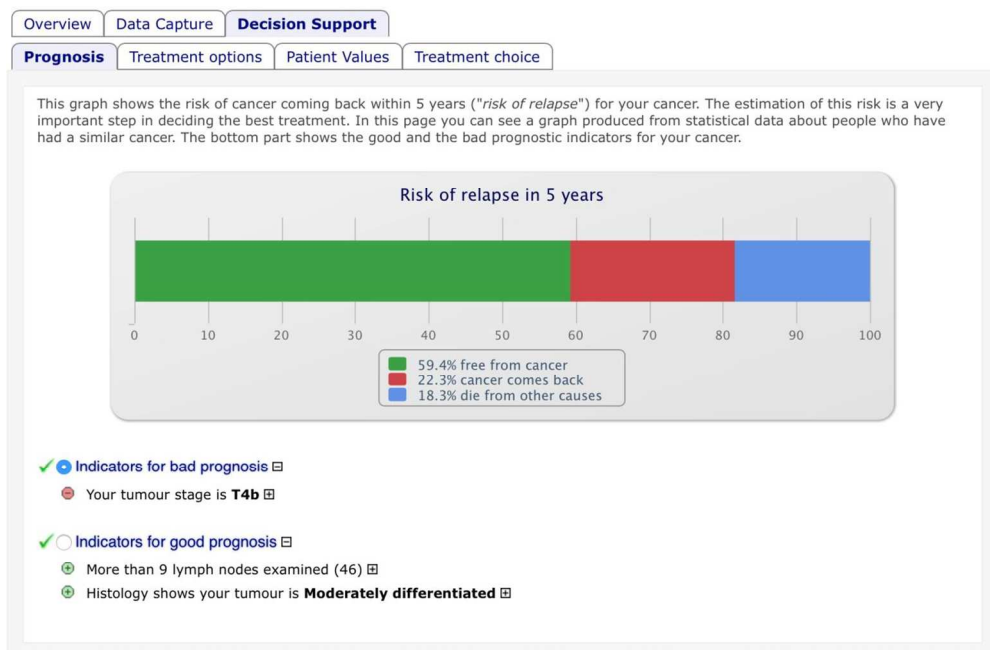 Overview Data Capture Decision Support
Prognosis Treatment options Patient Values Treatment choice
This graph shows the risk of cancer coming back within 5 years ("risk of relapse") for your cancer. The estimation of this risk is a very
important step in deciding the best treatment. In this page you can see a graph produced from statistical data about people who have
had a similar cancer. The bottom part shows the good and the bad prognostic indicators for your cancer.
Risk of relapse in 5 years
0 10 20 30 40 50 60 70 80 90 100
59.4% free from cancer
22.3% cancer comes back
18.3% die from other causes
Indicators for bad prognosis
Your tumour stage is T4b
Indicators for good prognosis
More than 9 lymph nodes examined (46)
Histology shows your tumour is Moderately differentiated